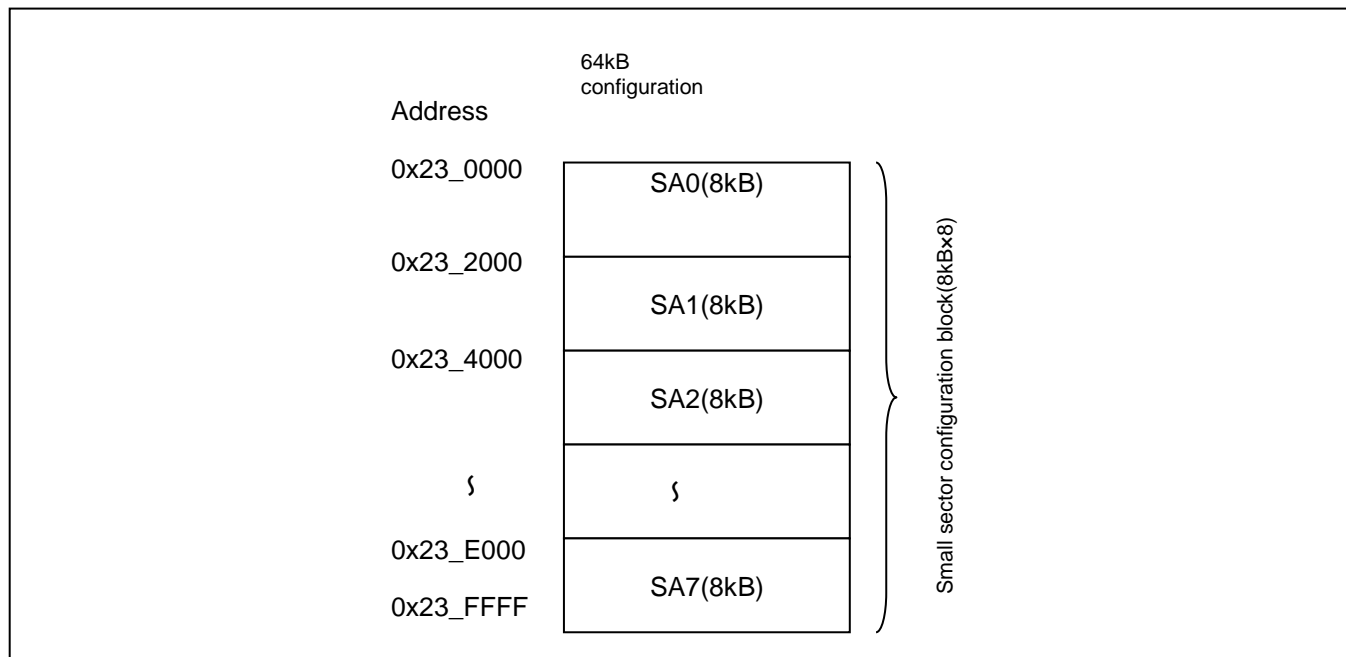 64kB
configuration
Address
0x23_0000
SA0(8kB)
0x23_2000
SA1(8kB)
0x23_4000
SA2(8kB)
∼
∼
0x23_E000
SA7(8kB)
0x23_FFFF
Small sector configuration block(8kB×8)